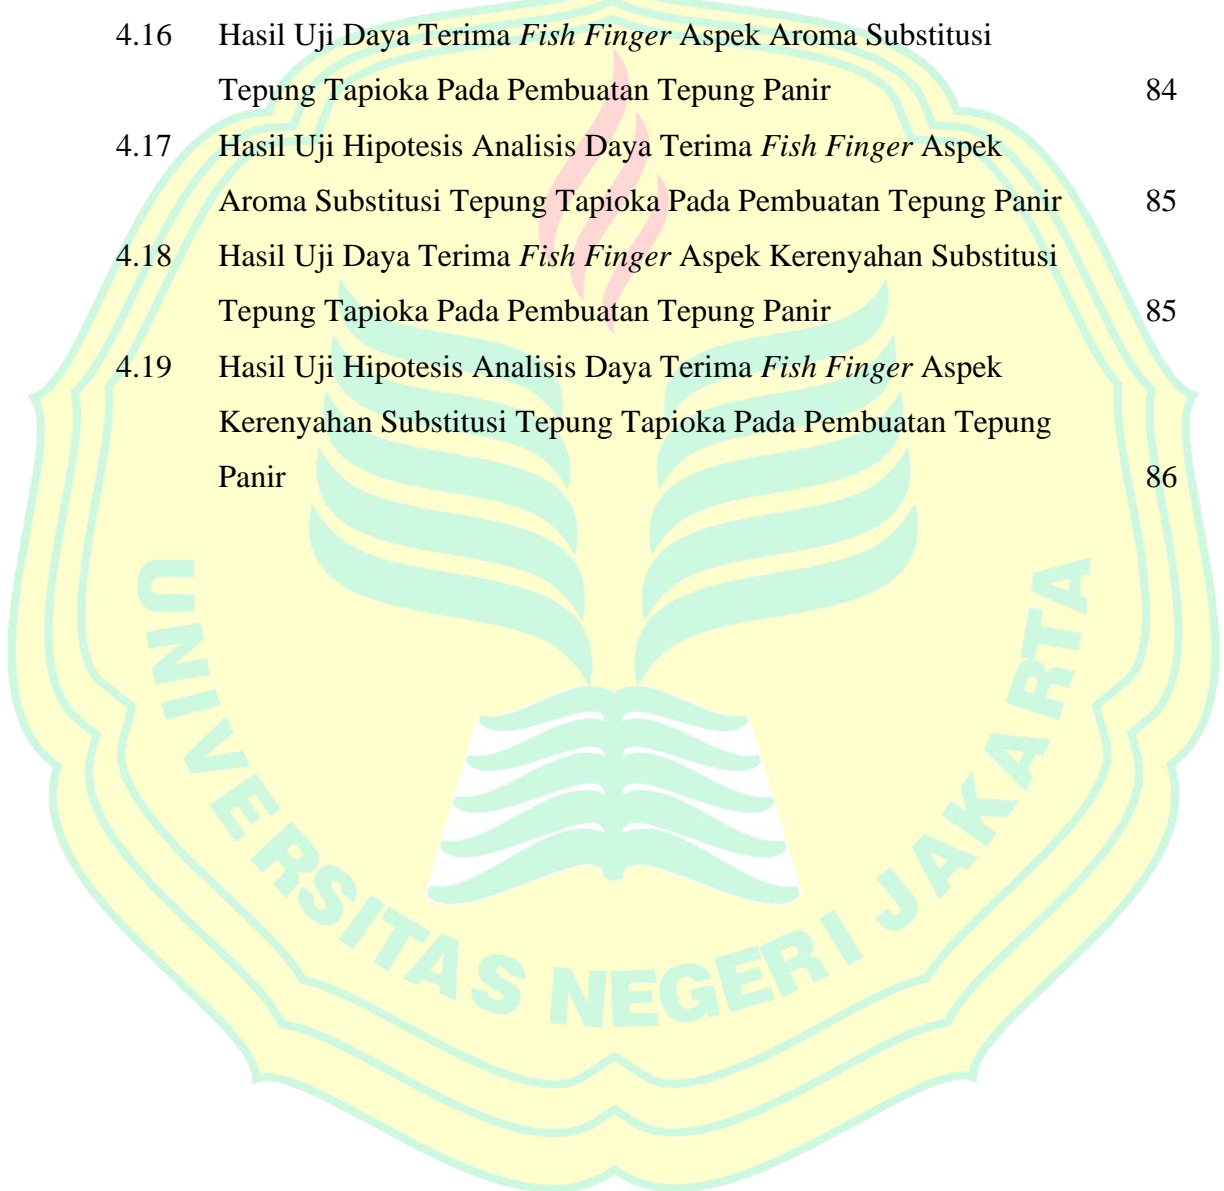 4.16 Hasil Uji Daya Terima Fish Finger Aspek Aroma Substitusi
Tepung Tapioka Pada Pembuatan Tepung Panir 84
4.17 Hasil Uji Hipotesis Analisis Daya Terima Fish Finger Aspek
Aroma Substitusi Tepung Tapioka Pada Pembuatan Tepung Panir 85
4.18 Hasil Uji Daya Terima Fish Finger Aspek Kerenyahan Substitusi
Tepung Tapioka Pada Pembuatan Tepung Panir 85
4.19 Hasil Uji Hipotesis Analisis Daya Terima Fish Finger Aspek
Kerenyahan Substitusi Tepung Tapioka Pada Pembuatan Tepung
Panir 86
UNIVERSITAS NEGERI JAKARTA